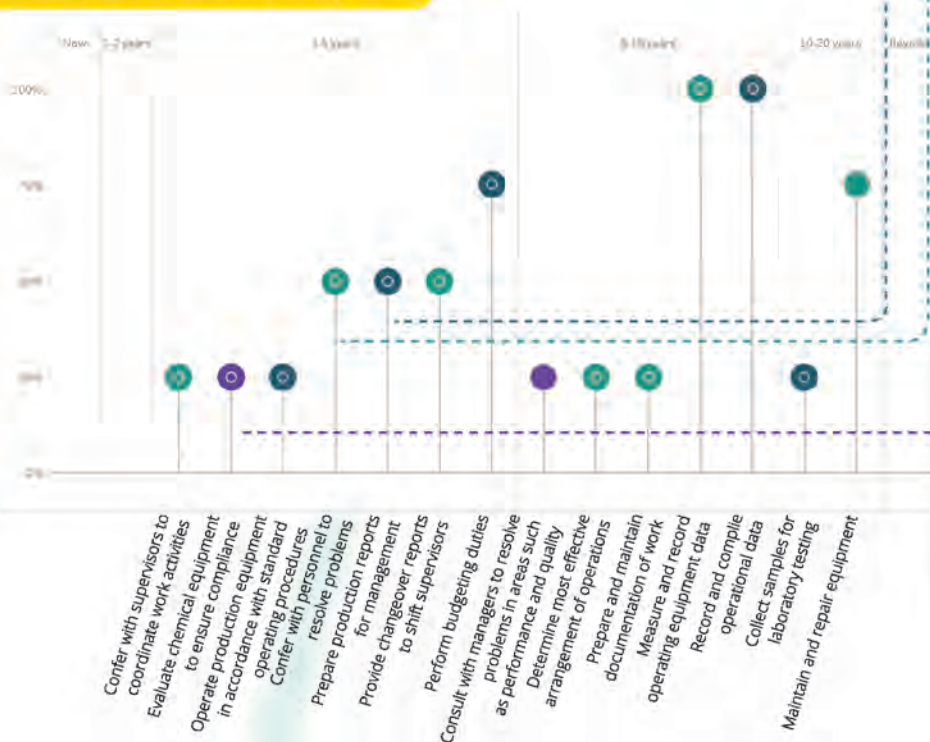 Now
1-2 years
10-20 years
100%
0%
Confer with supervisors to
coordinate work activities
Evaluate chemical equipment
to ensure compliance
Operate production equipment
in accordance with standard
operating procedures
Confer with personnel to
resolve problems
Prepare production reports
for management
Provide changeover reports
to shift supervisors
Perform budgeting duties
Consult with managers to resolve
problems in areas such
as performance and quality
Determine most effective
arrangement of operations
Prepare and maintain
documentation of work
Measure and record
operating equipment data
Record and complie
operational data
Collect samples for
laboratory testing
Maintain and repair equipment